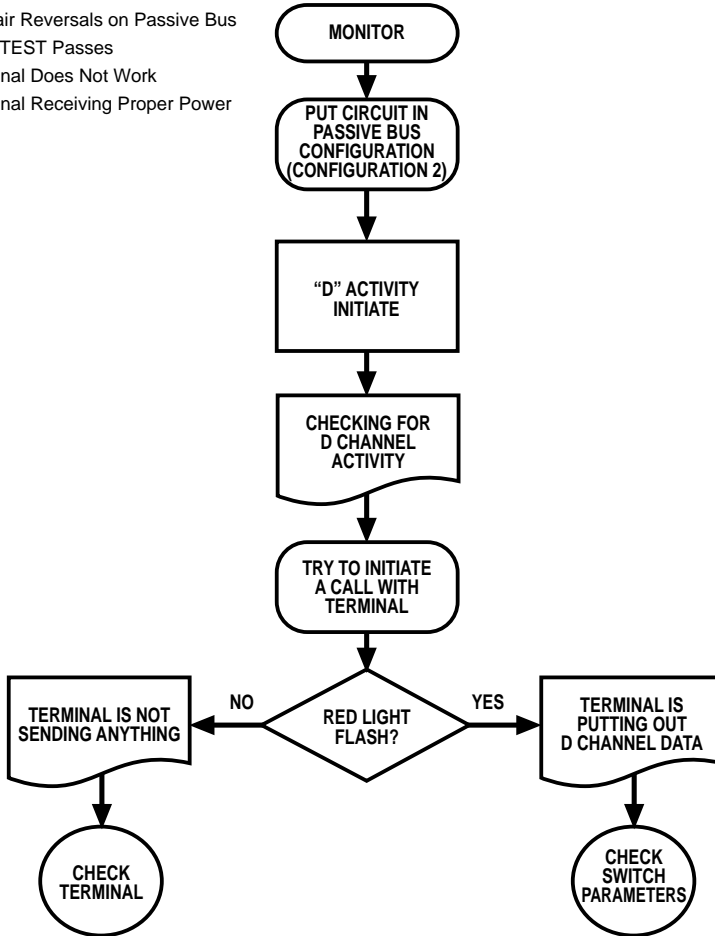 air Reversals on Passive Bus
TEST Passes
nal Does Not Work
nal Receiving Proper Power
MONITOR
PUT CIRCUIT IN
PASSIVE BUS
CONFIGURATION
(CONFIGURATION 2)
“D” ACTIVITY
INITIATE
CHECKING FOR
D CHANNEL
ACTIVITY
TRY TO INITIATE
A CALL WITH
TERMINAL
RED LIGHT
FLASH?
NO
YES
TERMINAL IS NOT
SENDING ANYTHING
TERMINAL IS
PUTTING OUT
D CHANNEL DATA
CHECK
TERMINAL
CHECK
SWITCH
PARAMETERS